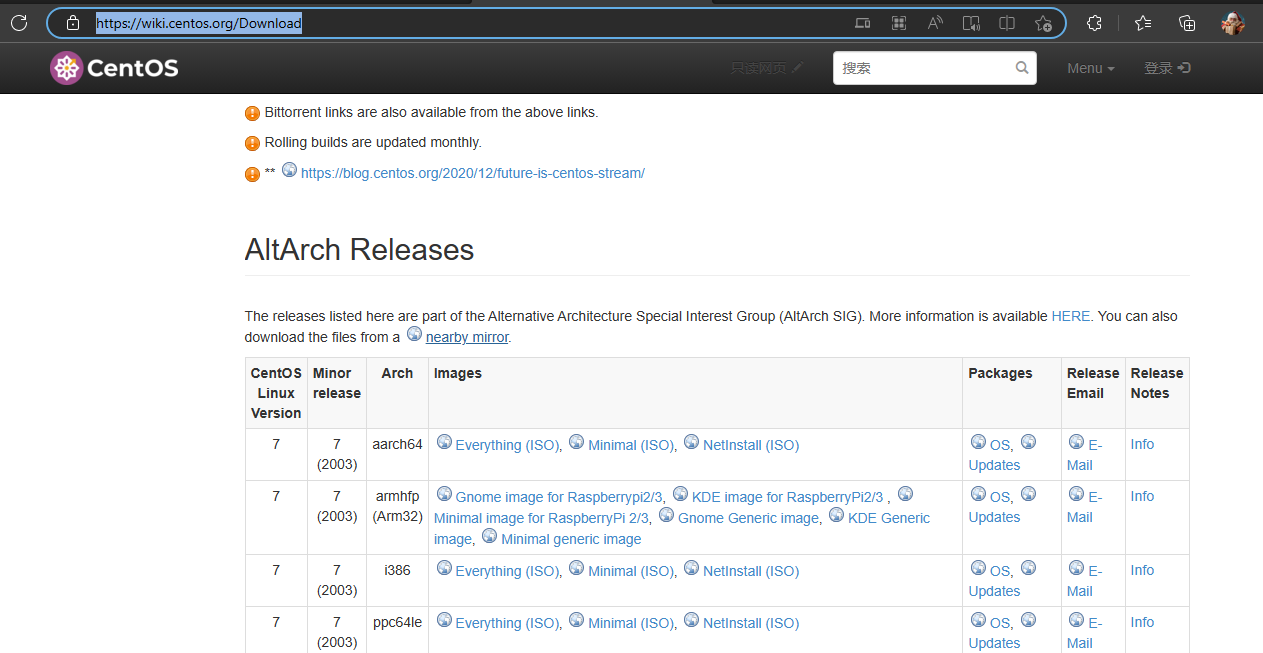 https://wiki.centos.org/Download
CentOS
只读网页
搜索
Menu
登录
Bittorrent links are also available from the above links.
Rolling builds are updated monthly.
** https://blog.centos.org/2020/12/future-is-centos-stream/
AltArch Releases
The releases listed here are part of the Alternative Architecture Special Interest Group (AltArch SIG). More information is available HERE. You can also
download the files from a nearby mirror.
CentOS Linux Version Minor release Arch Images Packages Release Email Release Notes
7 7 (2003) aarch64 Everything (ISO), Minimal (ISO), NetInstall (ISO) OS, Updates E-Mail Info
7 7 (2003) armhfp (Arm32) Gnome image for Raspberrypi2/3, KDE image for RaspberryPi2/3 , Minimal image for RaspberryPi 2/3, Gnome Generic image, KDE Generic image, Minimal generic image OS, Updates E-Mail Info
7 7 (2003) i386 Everything (ISO), Minimal (ISO), NetInstall (ISO) OS, Updates E-Mail Info
7 7 (2003) ppc64le Everything (ISO), Minimal (ISO), NetInstall (ISO) OS, Updates E-Mail Info